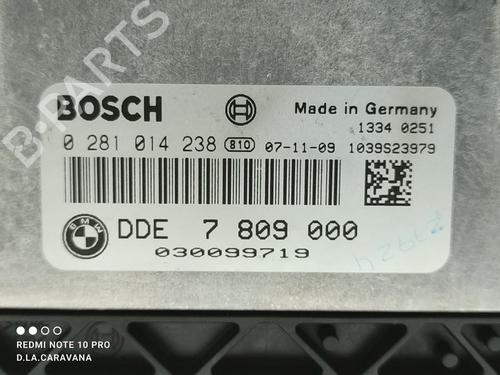 B-PARTS
BOSCH
Made in Germany
1334 0251
0 281 014 238 810 07-11-09 1039S23979
BMW
DDE 7 809 000
030099719
REDMI NOTE 10 PRO
D.LA.CARAVANA